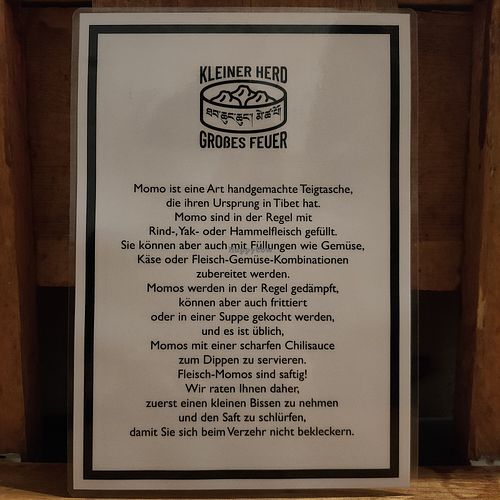 KLEINER HERD
ཐབ་ཆུང་ཆུང་། མེ་ཚ་པོ།
GROßES FEUER
Momo ist eine Art handgemachte Teigtasche,
die ihren Ursprung in Tibet hat.
Momo sind in der Regel mit
Rind-,Yak- oder Hammelfleisch gefüllt.
Sie können aber auch mit Füllungen wie Gemüse,
Käse oder Fleisch-Gemüse-Kombinationen
zubereitet werden.
Momos werden in der Regel gedämpft,
können aber auch frittiert
oder in einer Suppe gekocht werden,
und es ist üblich,
Momos mit einer scharfen Chilisauce
zum Dippen zu servieren.
Fleisch-Momos sind saftig!
Wir raten Ihnen daher,
zuerst einen kleinen Bissen zu nehmen
und den Saft zu schlürfen,
damit Sie sich beim Verzehr nicht bekleckern.